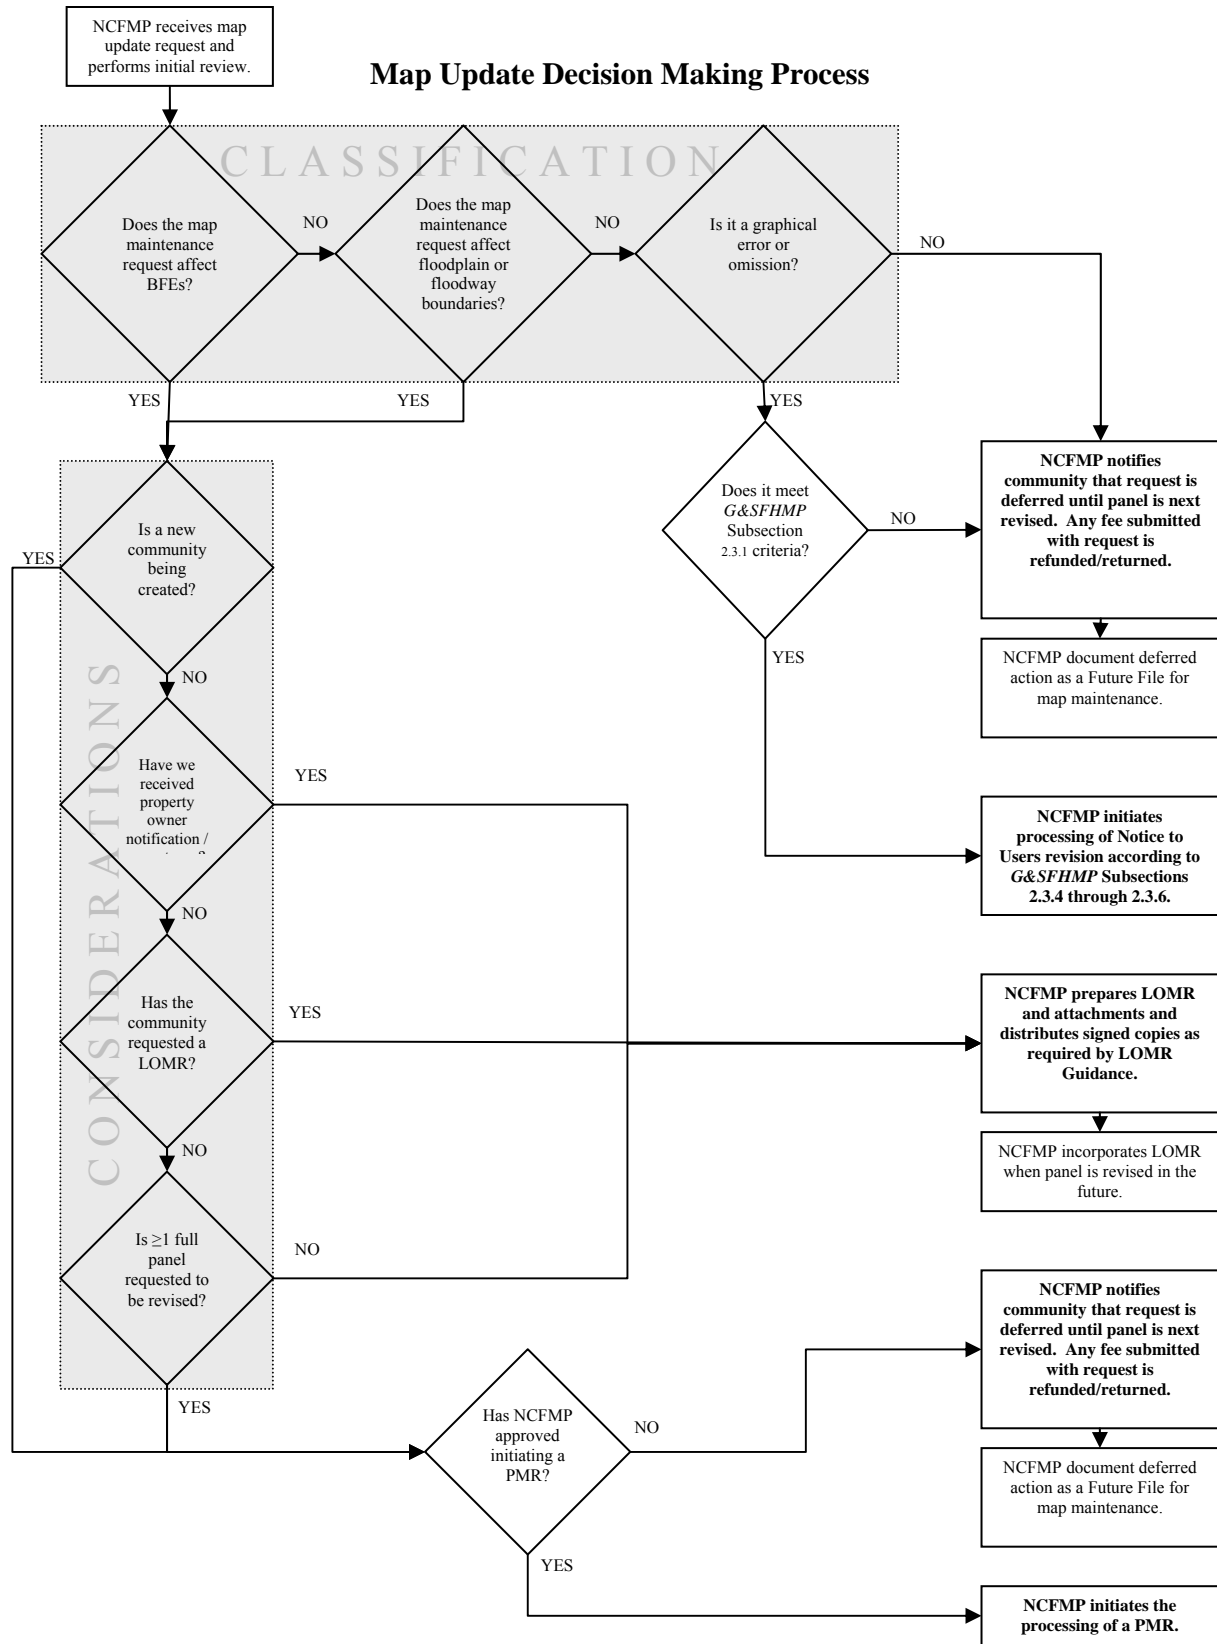 NCFMP receives map
update request and
performs initial review.
Map Update Decision Making Process
CLASSIFICATION
Does the map
maintenance
request affect
BFEs?
NO
Does the map
maintenance
request affect
floodplain or
floodway
boundaries?
NO
Is it a graphical
error or
omission?
NO
YES
YES
YES
Does it meet
G&SFHMP
Subsection
2.3.1 criteria?
NO
YES
NCFMP notifies
community that request is
deferred until panel is next
revised. Any fee submitted
with request is
refunded/returned.
NCFMP document deferred
action as a Future File for
map maintenance.
NCFMP initiates
processing of Notice to
Users revision according to
G&SFHMP Subsections
2.3.4 through 2.3.6.
CONSIDERATIONS
Is a new
community
being
created?
YES
NO
Have we
received
property
owner
notification /
YES
NO
Has the
community
requested a
LOMR?
YES
NO
NCFMP prepares LOMR
and attachments and
distributes signed copies as
required by LOMR
Guidance.
NCFMP incorporates LOMR
when panel is revised in the
future.
Is ≥1 full
panel
requested to
be revised?
NO
YES
Has NCFMP
approved
initiating a
PMR?
NO
YES
NCFMP notifies
community that request is
deferred until panel is next
revised. Any fee submitted
with request is
refunded/returned.
NCFMP document deferred
action as a Future File for
map maintenance.
NCFMP initiates the
processing of a PMR.